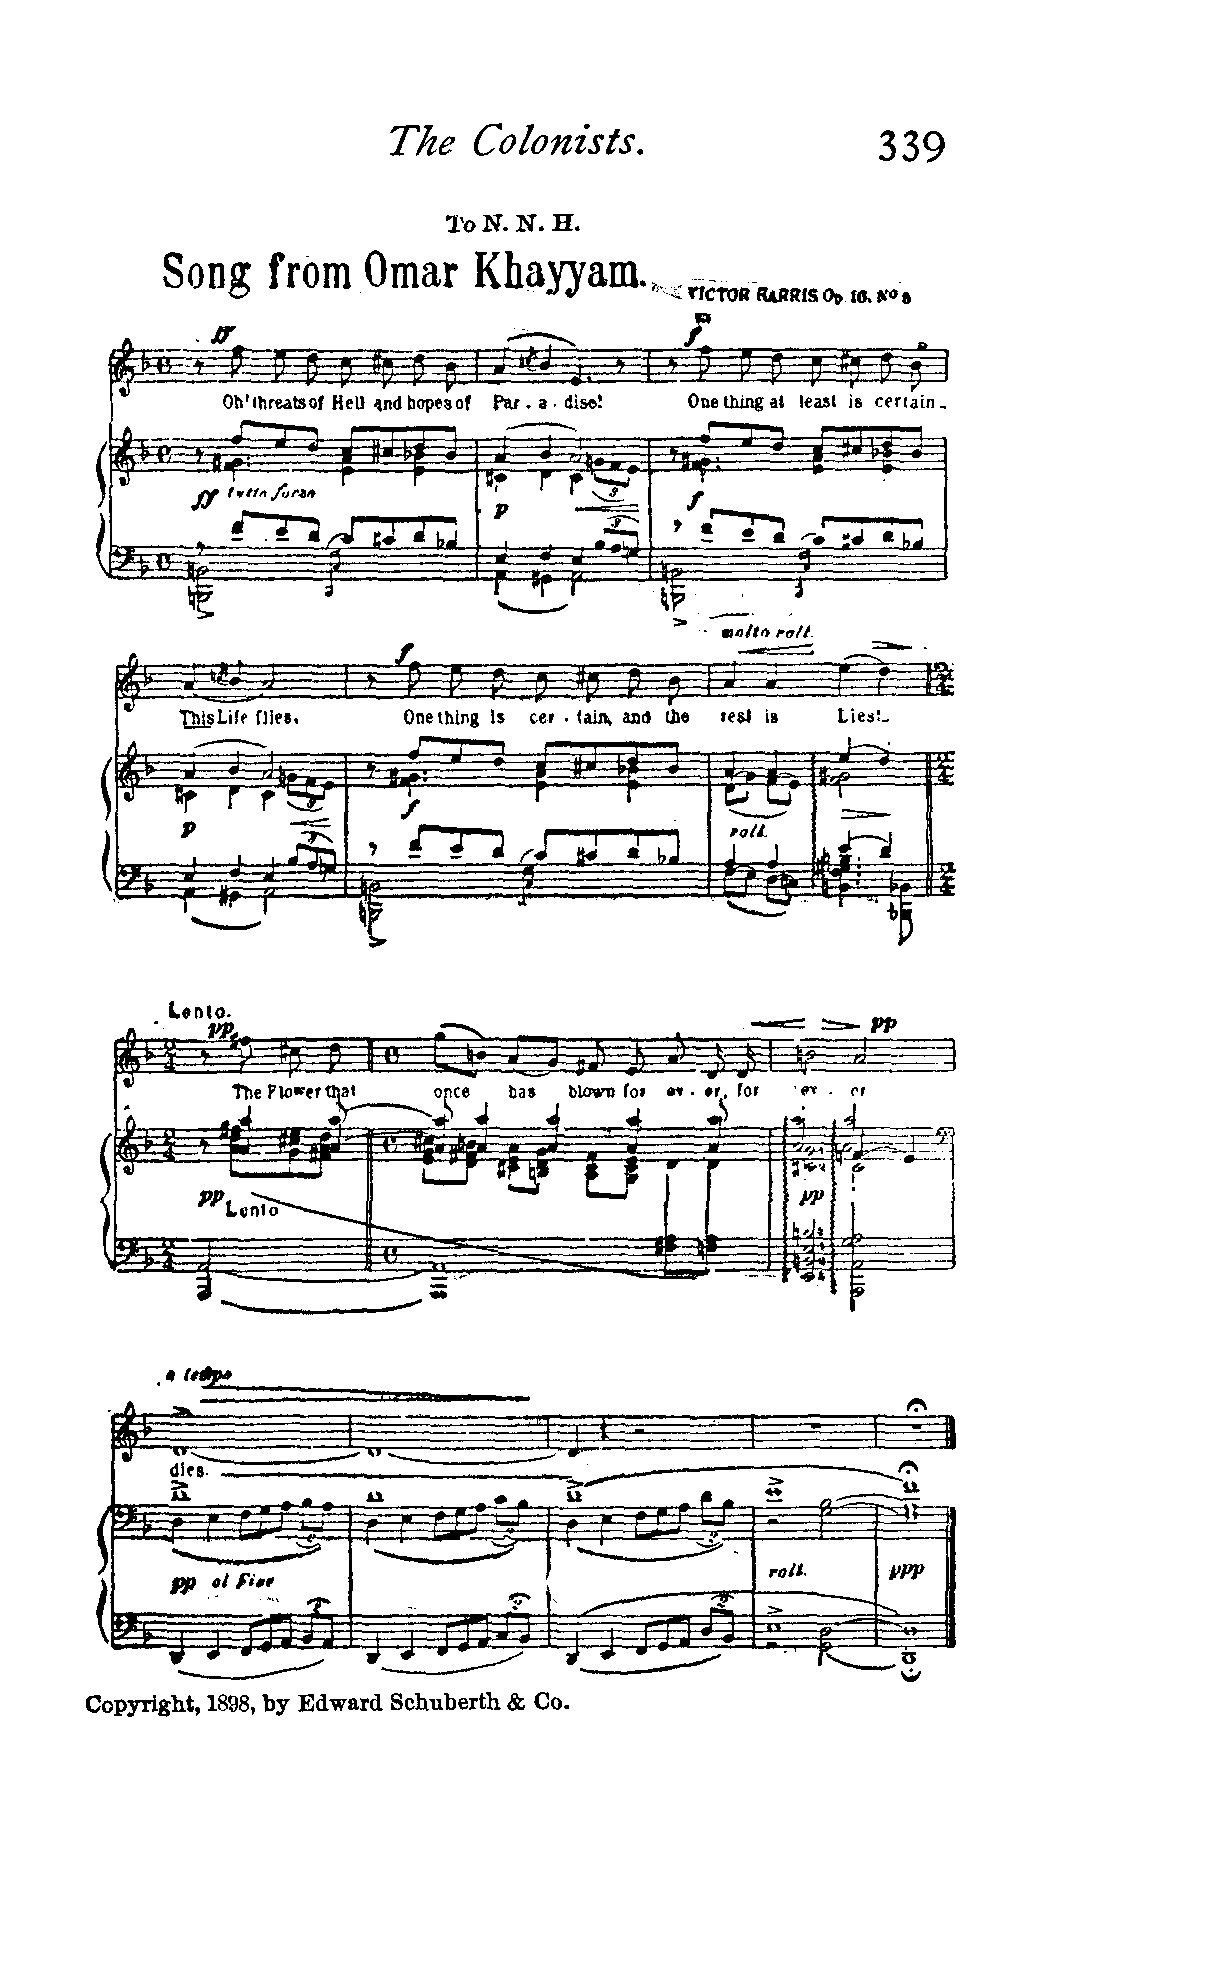 The Colonists. 339
To N. N. H.
Song from Omar Khayyam.
VICTOR HARRIS Op. 16. No 3
ff f
Oh! threats of Hell and hopes of Par - a - dise! One thing at least is certain -
ff tutta forza p f
molto rall.
f
This Life flies. One thing is cer - tain, and the rest is Lies! -
p f rall.
Lento.
pp pp
The Flower that once has blown for ev - er, for ev - er
pp Lento pp
a tempo
dies.
pp al Fine rall. ppp
Copyright, 1898, by Edward Schuberth & Co.